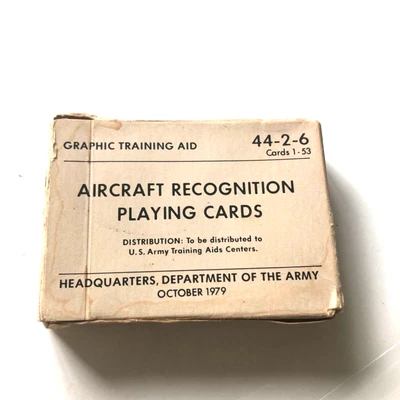 GRAPHIC TRAINING AID
44-2-6
Cards 1-53
AIRCRAFT RECOGNITION
PLAYING CARDS
DISTRIBUTION: To be distributed to
U.S. Army Training Aids Centers.
HEADQUARTERS, DEPARTMENT OF THE ARMY
OCTOBER 1979